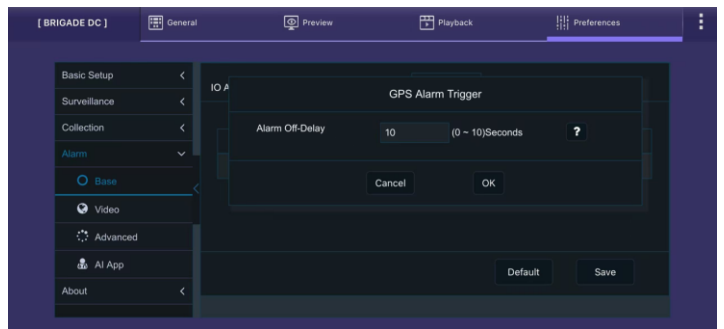 [ BRIGADE DC ] General Preview Playback Preferences
Basic Setup
Surveillance
Collection
Alarm
Base
Video
Advanced
AI App
About
IO A
GPS Alarm Trigger
Alarm Off-Delay 10 (0 ~ 10)Seconds ?
Cancel OK
Default Save